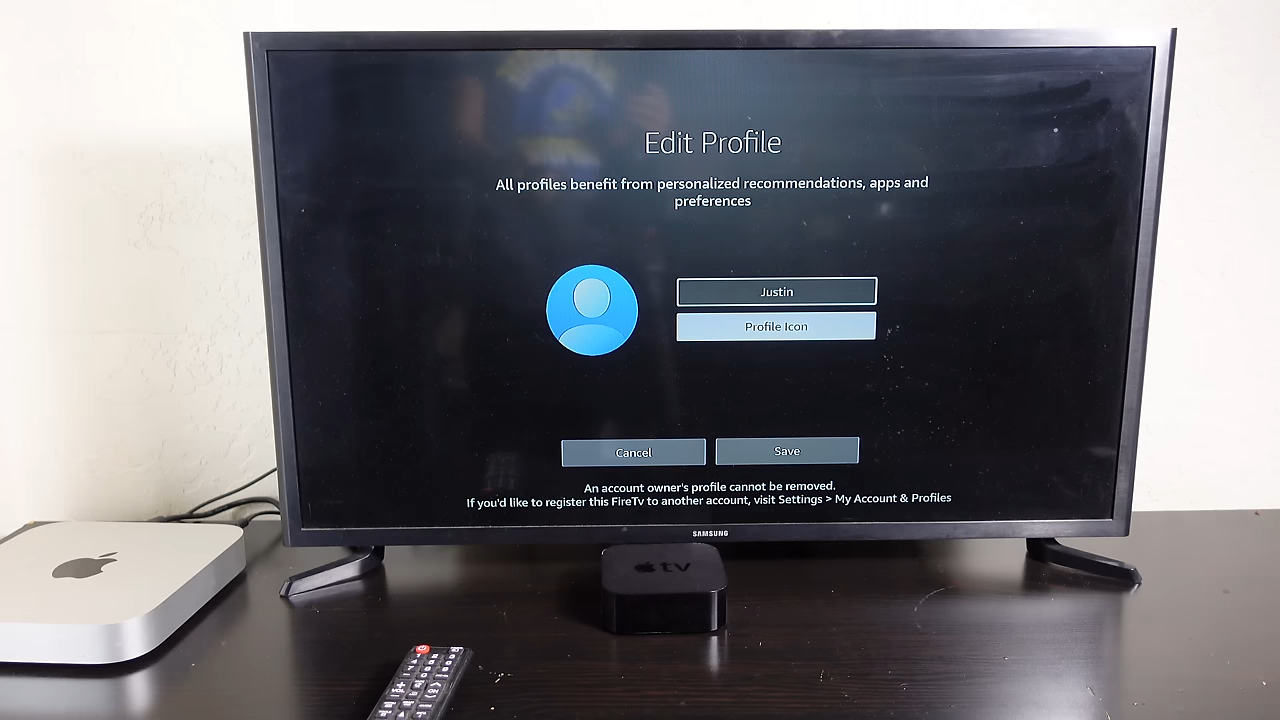 Edit Profile
All profiles benefit from personalized recommendations, apps and
preferences
Justin
Profile Icon
Cancel
Save
An account owner's profile cannot be removed.
If you'd like to register this FireTv to another account, visit Settings > My Account & Profiles
SAMSUNG
tv